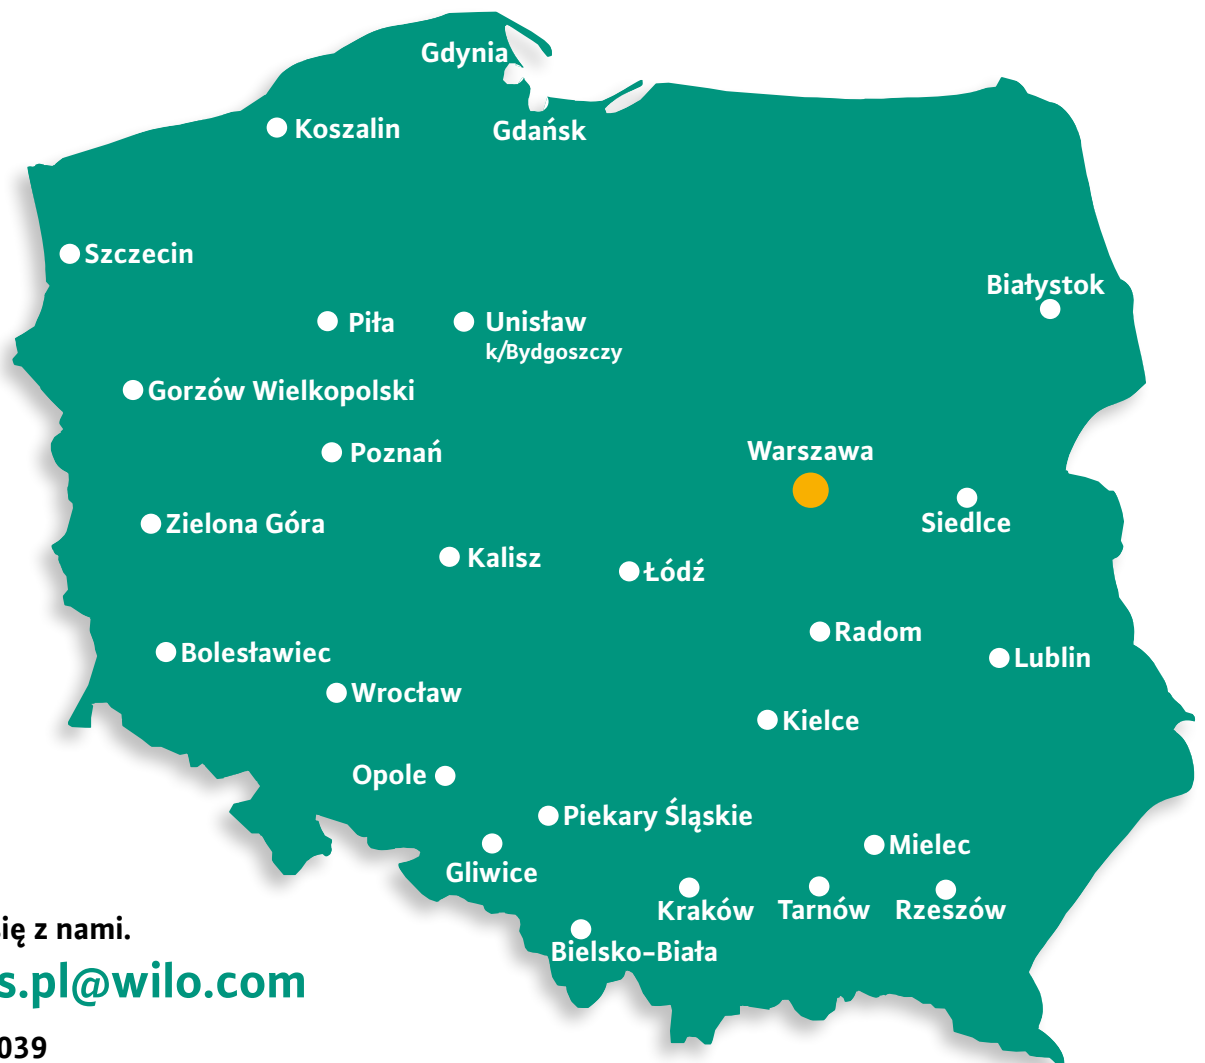 Gdynia
Koszalin
Gdańsk
Szczecin
Białystok
Piła
Unisław
k/Bydgoszczy
Gorzów Wielkopolski
Poznań
Warszawa
Siedlce
Zielona Góra
Kalisz
Łódź
Radom
Bolesławiec
Lublin
Wrocław
Kielce
Opole
Piekary Śląskie
Mielec
Gliwice
Kraków
Tarnów
Rzeszów
ię z nami.
Bielsko-Biała
s.pl@wilo.com
039